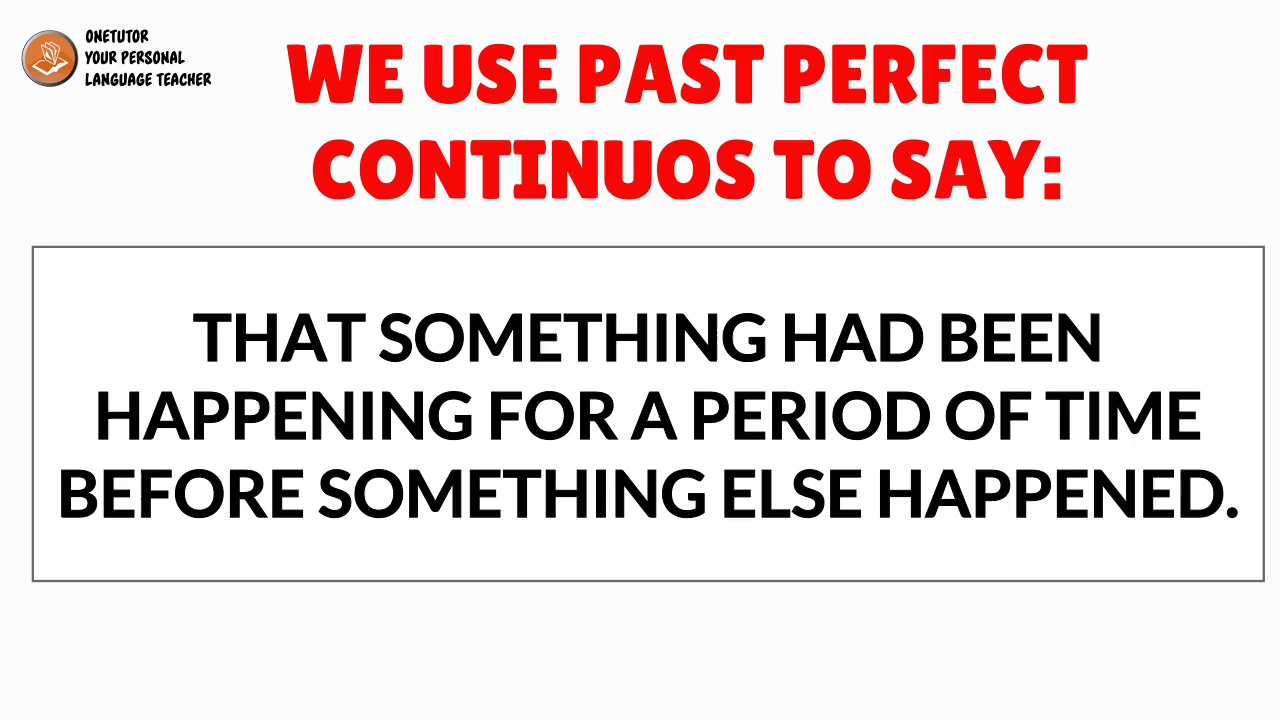 ONETUTOR
YOUR PERSONAL
LANGUAGE TEACHER
WE USE PAST PERFECT
CONTINUOS TO SAY:
THAT SOMETHING HAD BEEN
HAPPENING FOR A PERIOD OF TIME
BEFORE SOMETHING ELSE HAPPENED.